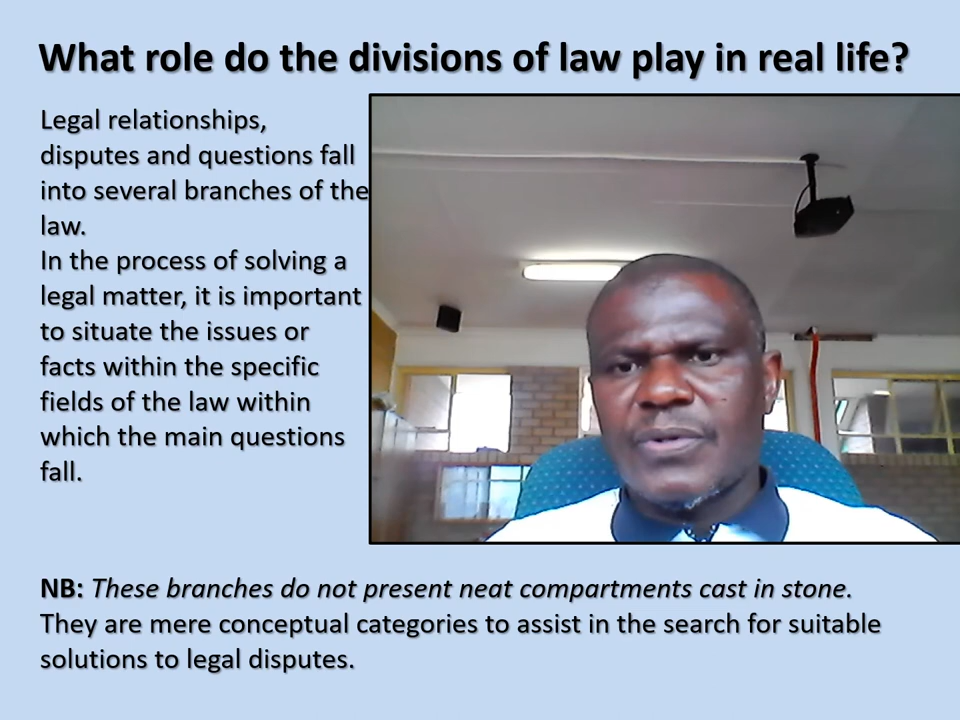 What role do the divisions of law play in real life?
Legal relationships,
disputes and questions fall
into several branches of the
law.
In the process of solving a
legal matter, it is important
to situate the issues or
facts within the specific
fields of the law within
which the main questions
fall.
NB: These branches do not present neat compartments cast in stone.
They are mere conceptual categories to assist in the search for suitable
solutions to legal disputes.